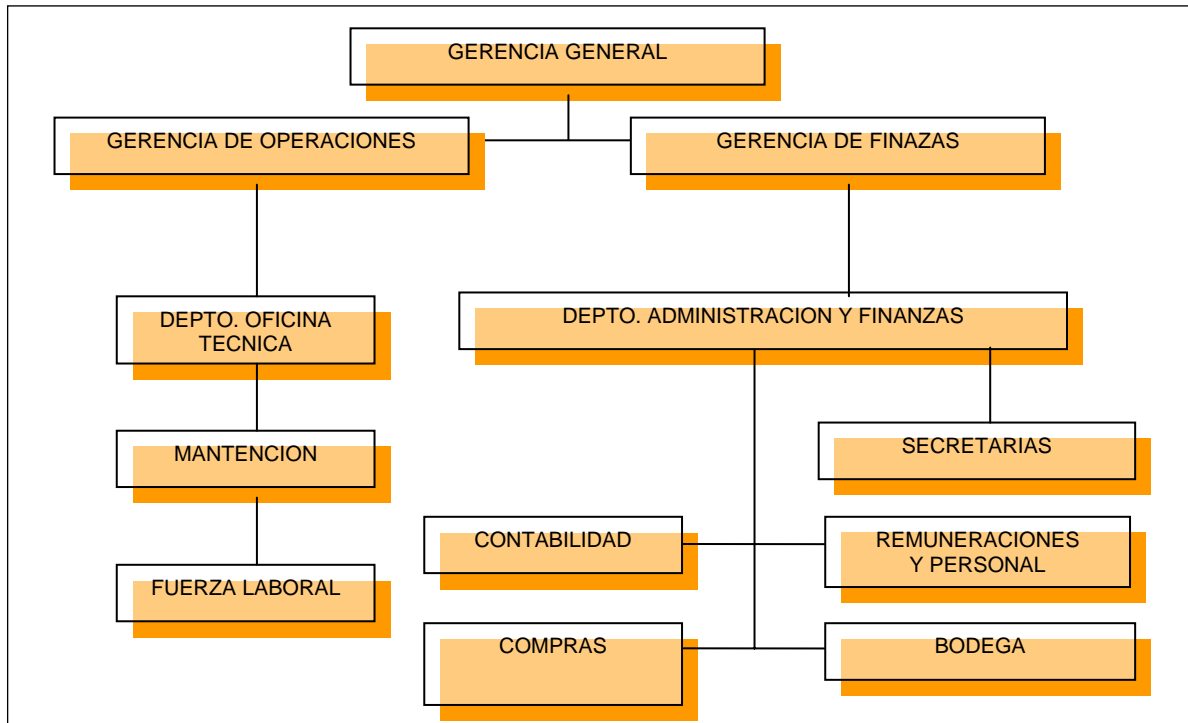 GERENCIA GENERAL
GERENCIA DE OPERACIONES
GERENCIA DE FINAZAS
DEPTO. OFICINA
TECNICA
DEPTO. ADMINISTRACION Y FINANZAS
MANTENCION
SECRETARIAS
CONTABILIDAD
REMUNERACIONES
Y PERSONAL
FUERZA LABORAL
COMPRAS
BODEGA